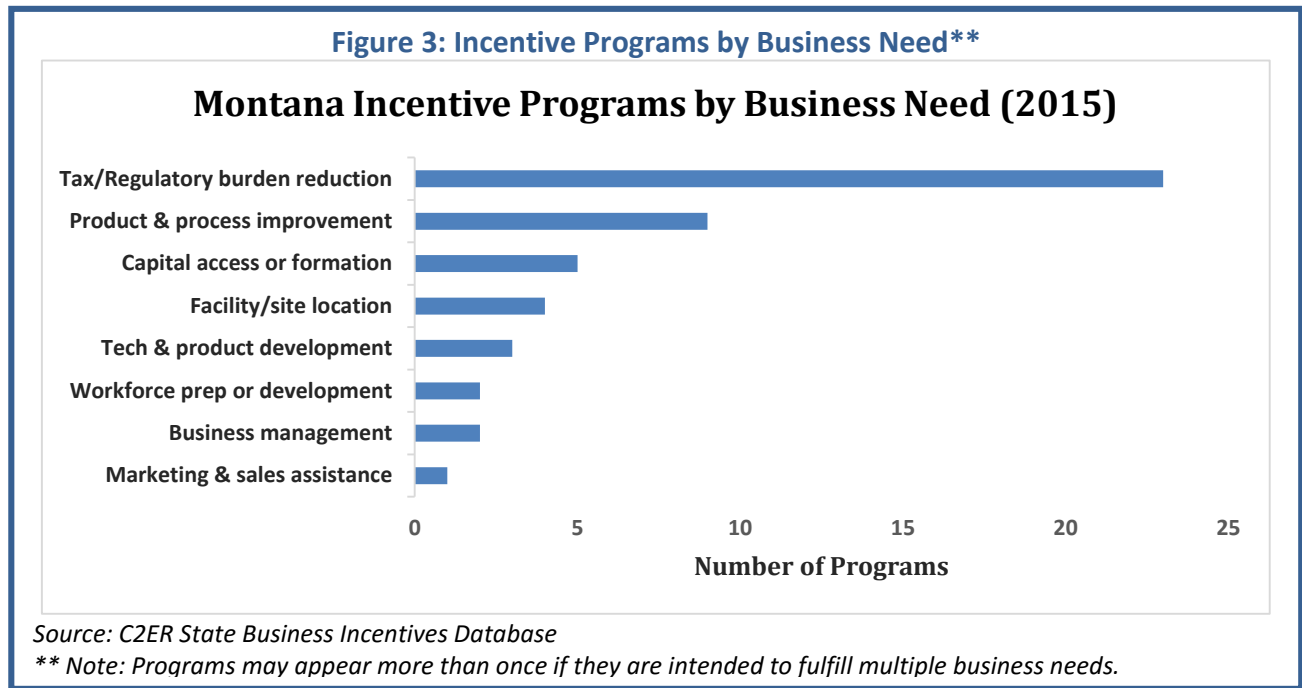 Figure 3: Incentive Programs by Business Need**
Montana Incentive Programs by Business Need (2015)
Tax/Regulatory burden reduction
Product & process improvement
Capital access or formation
Facility/site location
Tech & product development
Workforce prep or development
Business management
Marketing & sales assistance
0 5 10 15 20 25
Number of Programs
Source: C2ER State Business Incentives Database
** Note: Programs may appear more than once if they are intended to fulfill multiple business needs.